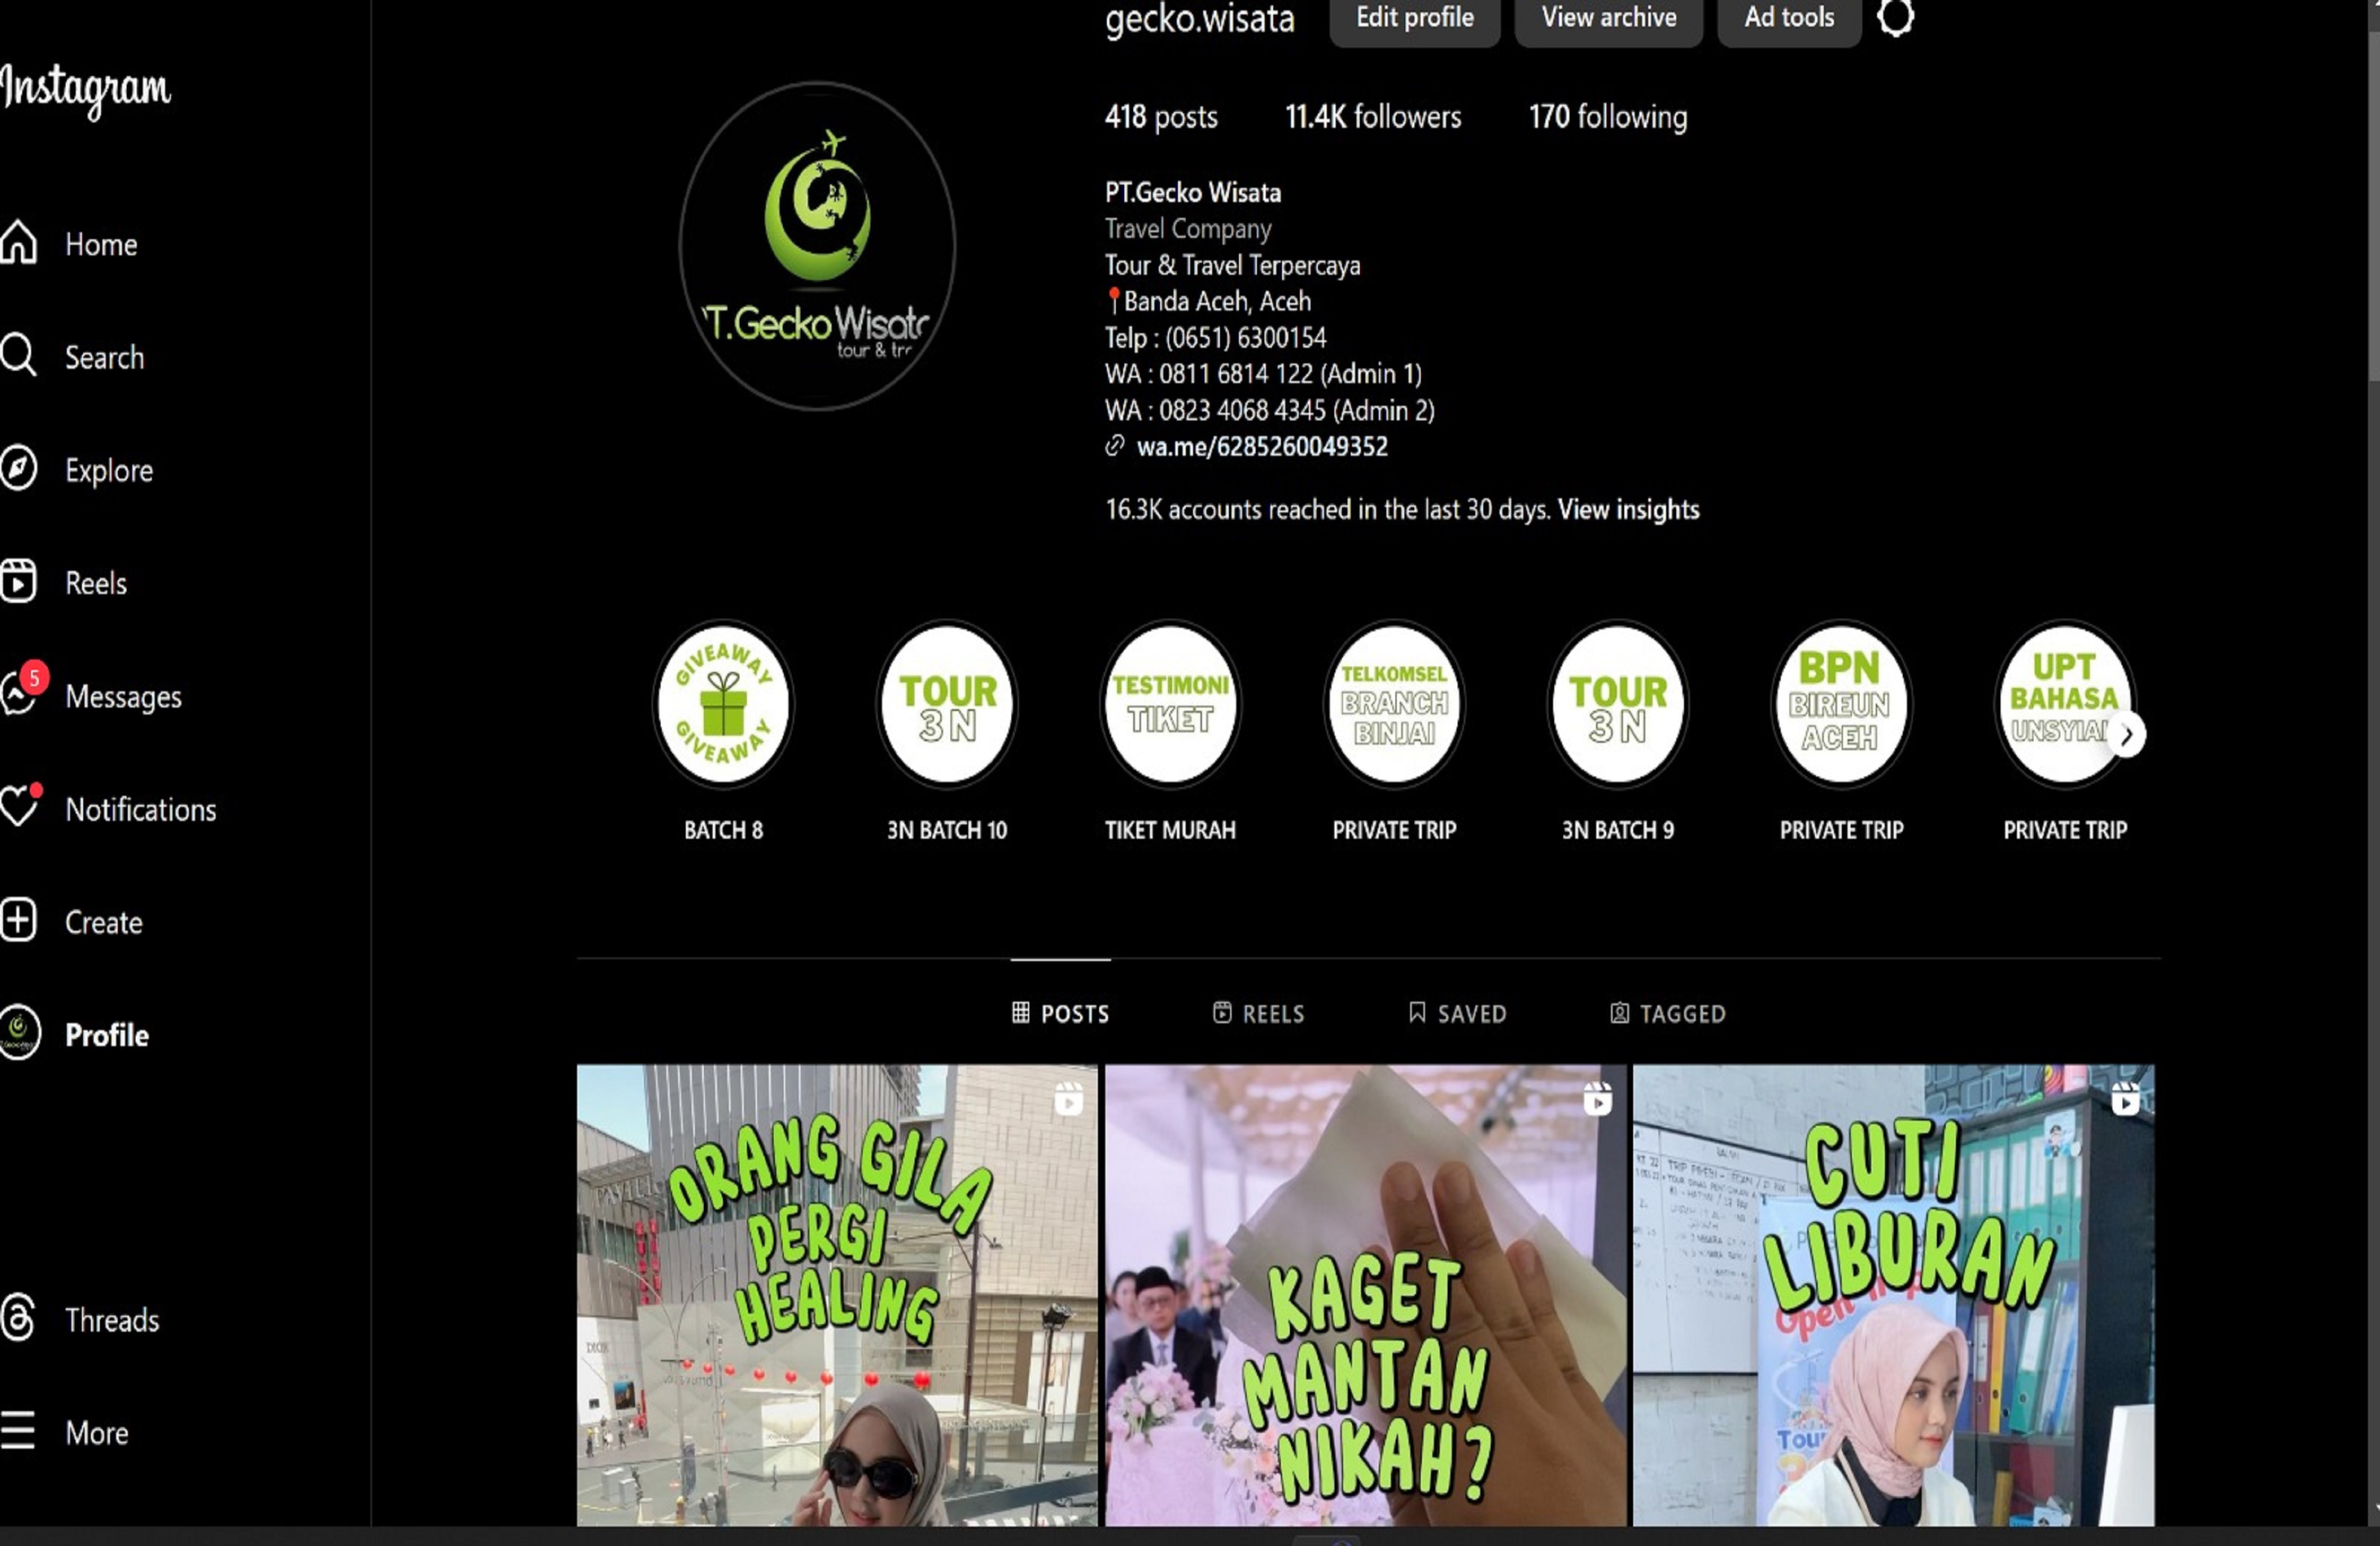 Instagram
Home
Search
Explore
Reels
5
Messages
Notifications
Create
Profile
Threads
More
gecko.wisata
Edit profile
View archive
Ad tools
418 posts
11.4K followers
170 following
T.Gecko Wisat
tour & tr
PT.Gecko Wisata
Travel Company
Tour & Travel Terpercaya
📍Banda Aceh, Aceh
Telp : (0651) 6300154
WA : 0811 6814 122 (Admin 1)
WA : 0823 4068 4345 (Admin 2)
wa.me/6285260049352
16.3K accounts reached in the last 30 days. View insights
GIVEAWAY
GIVEAWAY
BATCH 8
TOUR
3 N
3N BATCH 10
TESTIMONI
TIKET
TIKET MURAH
TELKOMSEL
BRANCH
BINJAI
PRIVATE TRIP
TOUR
3 N
3N BATCH 9
BPN
BIREUN
ACEH
PRIVATE TRIP
UPT
BAHASA
UNSYIA
PRIVATE TRIP
POSTS
REELS
SAVED
TAGGED
ORANG GILA
PERGI
HEALING
DIOR
KAGET
MANTAN
NIKAH?
CUTI
LIBURAN
Open
Tour